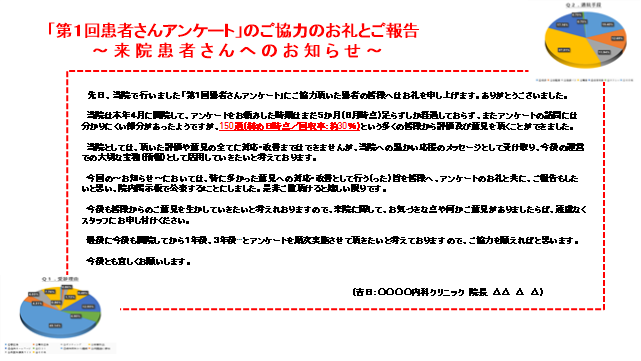 「第1回患者さんアンケート」のご協力のお礼とご報告
～来院患者さんへのお知らせ～
先日、当院で行いました「第1回患者さんアンケート」にご協力頂いた患者の皆様へはお礼を申し上げます。ありがとうございました。
当院は本年4月に開院して、アンケートをお頼みした時期はまだ5か月(8月時点)足らずしか経過しておらず、またアンケートの設問には
分かりにくい部分があったようですが、150通(締め日時点/回収率:約30%)という多くの皆様から評価及び意見を頂くことができました。
当院としては、頂いた評価や意見の全てに対応・改善まではできませんが、当院への温かい応援のメッセージとして受け取り、今後の運営
での大切な宝物(情報)として活用していきたいと考えております。
今回の～お知らせ～においては、特に多かった意見への対応・改善として行う(った)旨を皆様へ、アンケートのお礼と共に、ご報告もした
いと思い、院内掲示板で公表することにしました。是非ご覧頂けると嬉しい限りです。
今後も皆様からのご意見を生かしていきたいと考えれおりますので、来院に際して、お気づきな点や何かご意見がありましたらば、遠慮なく
スタッフにお申し付けください。
最後に今後も開院してから1年後、3年後…とアンケートを順次実施させて頂きたいと考えておりますので、ご協力を願えればと思います。
今後とも宜しくお願いします。
(吉日:〇〇〇〇内科クリニック 院長 △△ △ △)